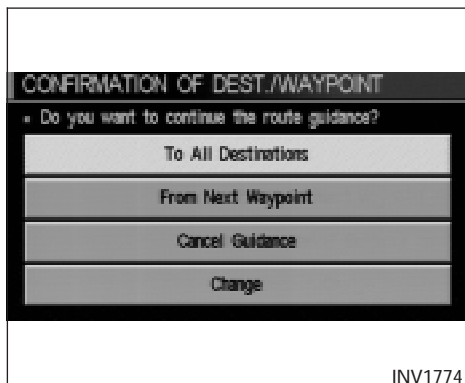 CONFIRMATION OF DEST./WAYPOINT
• Do you want to continue the route guidance?
To All Destinations
From Next Waypoint
Cancel Guidance
Change
INV1774